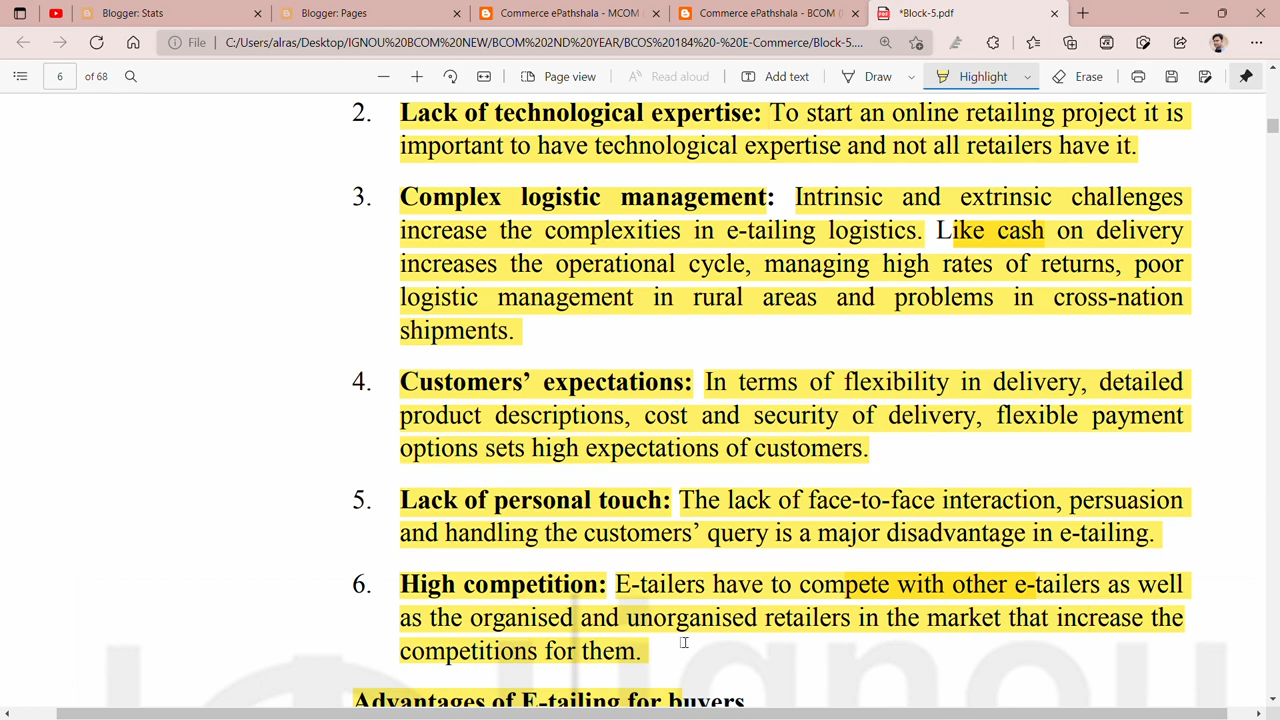 Blogger: Stats
Blogger: Pages
Commerce ePathshala - MCOM
Commerce ePathshala - BCOM (
*Block-5.pdf
File
C:/Users/alras/Desktop/IGNOU%20BCOM%20NEW/BCOM%202ND%20YEAR/BCOS%20184%20-%20E-Commerce/Block-5....
6 of 68
Page view
Read aloud
Add text
Draw
Highlight
Erase
2. Lack of technological expertise: To start an online retailing project it is
important to have technological expertise and not all retailers have it.
3. Complex logistic management: Intrinsic and extrinsic challenges
increase the complexities in e-tailing logistics. Like cash on delivery
increases the operational cycle, managing high rates of returns, poor
logistic management in rural areas and problems in cross-nation
shipments.
4. Customers’ expectations: In terms of flexibility in delivery, detailed
product descriptions, cost and security of delivery, flexible payment
options sets high expectations of customers.
5. Lack of personal touch: The lack of face-to-face interaction, persuasion
and handling the customers’ query is a major disadvantage in e-tailing.
6. High competition: E-tailers have to compete with other e-tailers as well
as the organised and unorganised retailers in the market that increase the
competitions for them.
Advantages of E-tailing for buyers